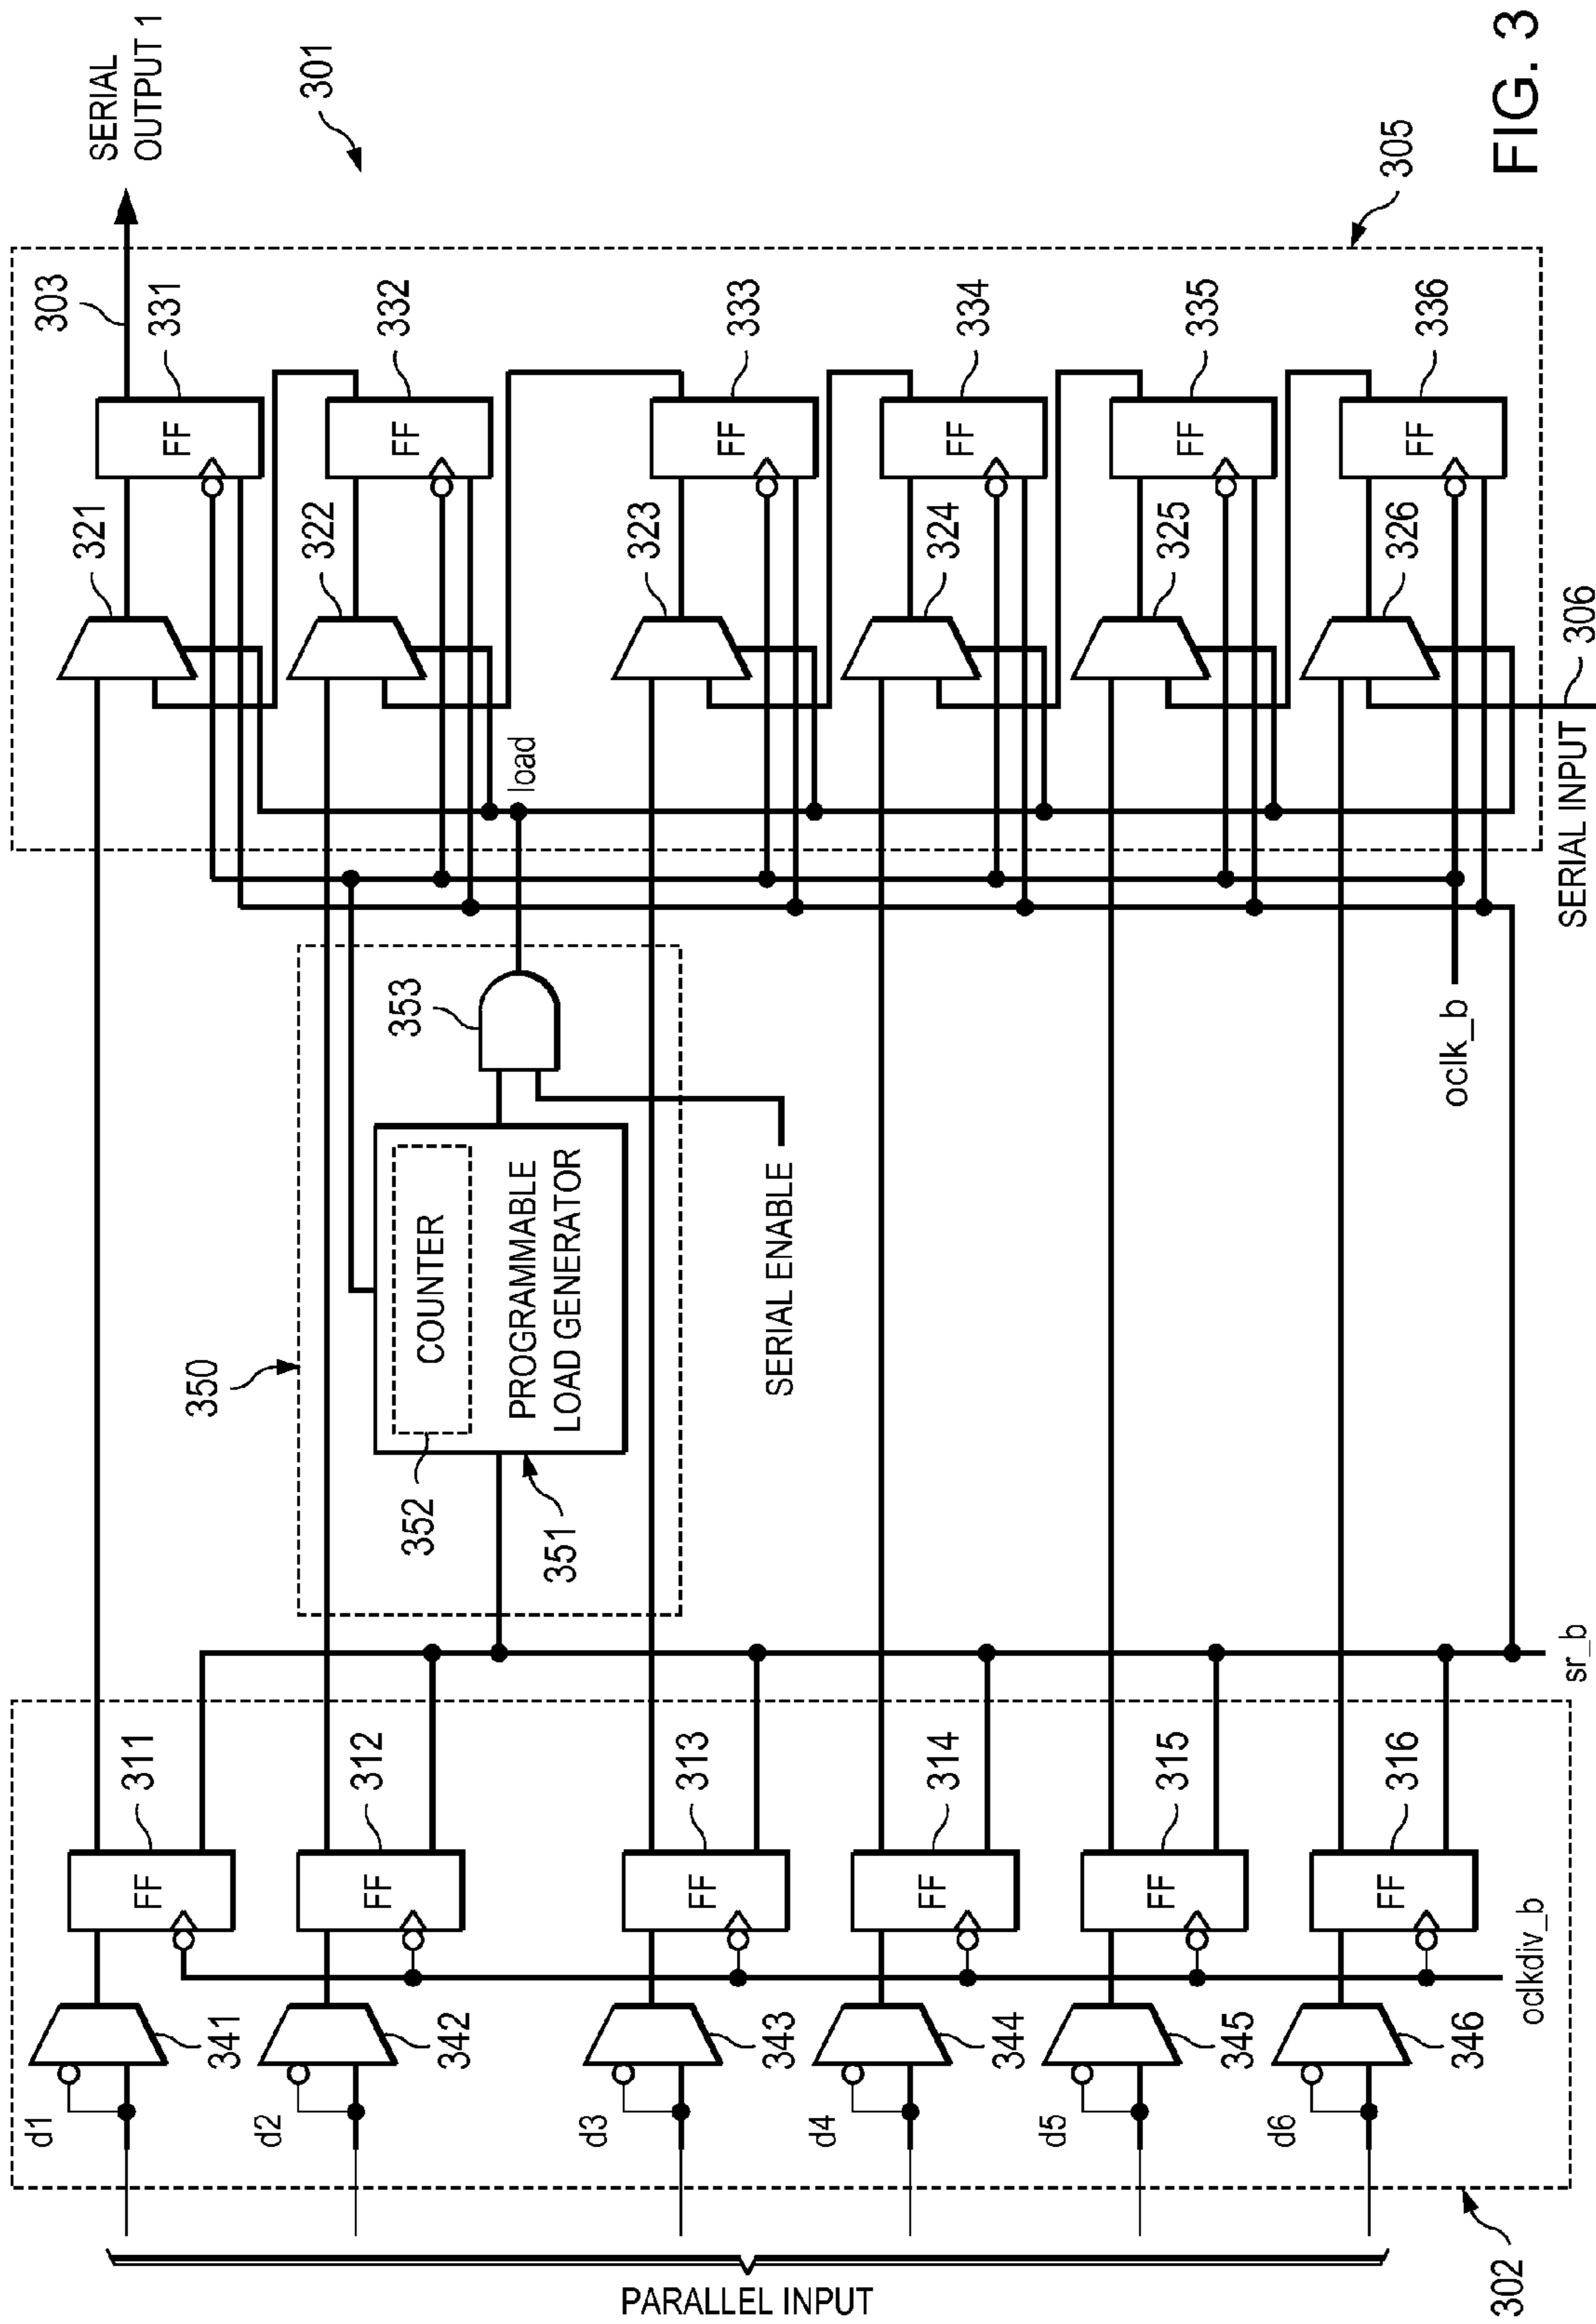 SERIAL
OUTPUT 1
303
301
321
FF
331
305
322
FF
332
323
FF
333
324
FF
334
325
FF
335
326
FF
336
load
SERIAL INPUT
306
oclk_b
350
353
COUNTER
PROGRAMMABLE
LOAD GENERATOR
352
351
SERIAL ENABLE
sr_b
311
FF
312
FF
313
FF
314
FF
315
FF
316
FF
oclkdiv_b
341
342
343
344
345
346
d1
d2
d3
d4
d5
d6
302
PARALLEL INPUT
FIG. 3